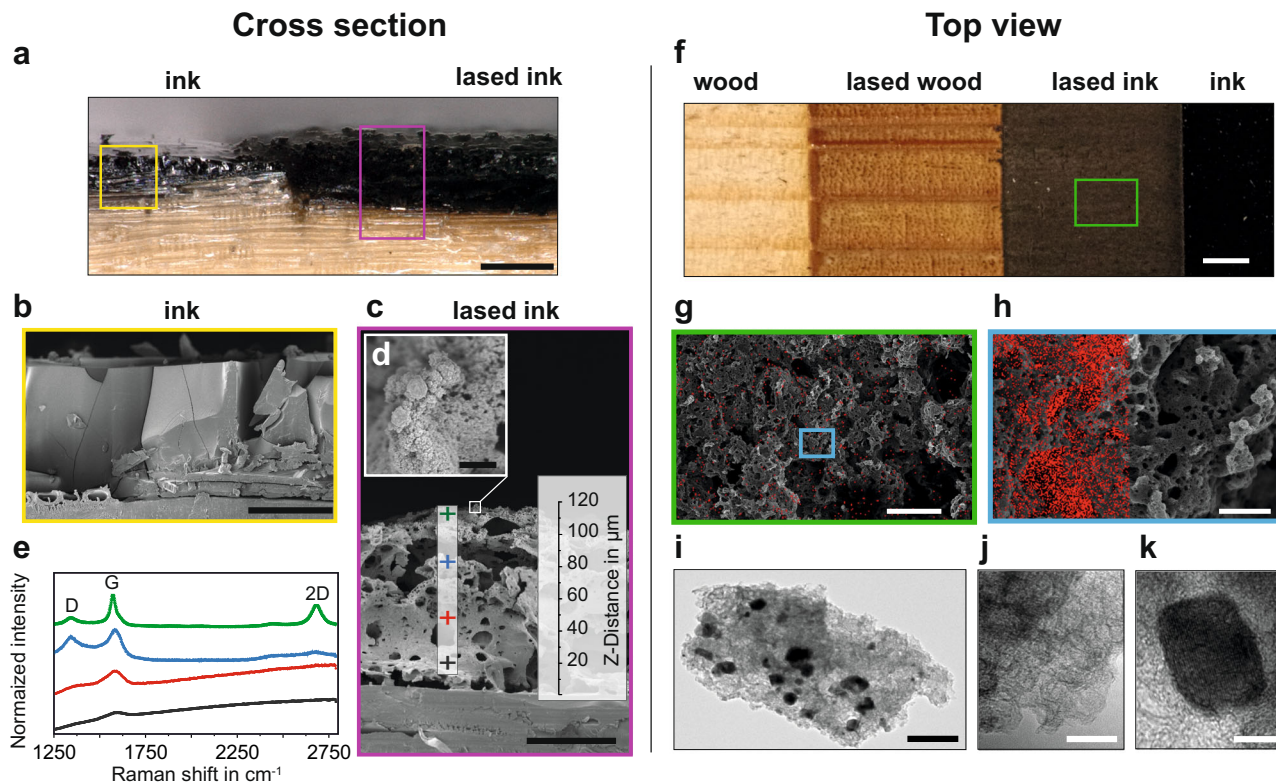 Cross section
Top view
a
ink
lased ink
f
wood
lased wood
lased ink
ink
b
ink
c
lased ink
d
120
100
80
60
40
20
Z-Distance in µm
e
D
G
2D
Normaized intensity
1250
1750
2250
2750
Raman shift in cm⁻¹
g
h
i
j
k